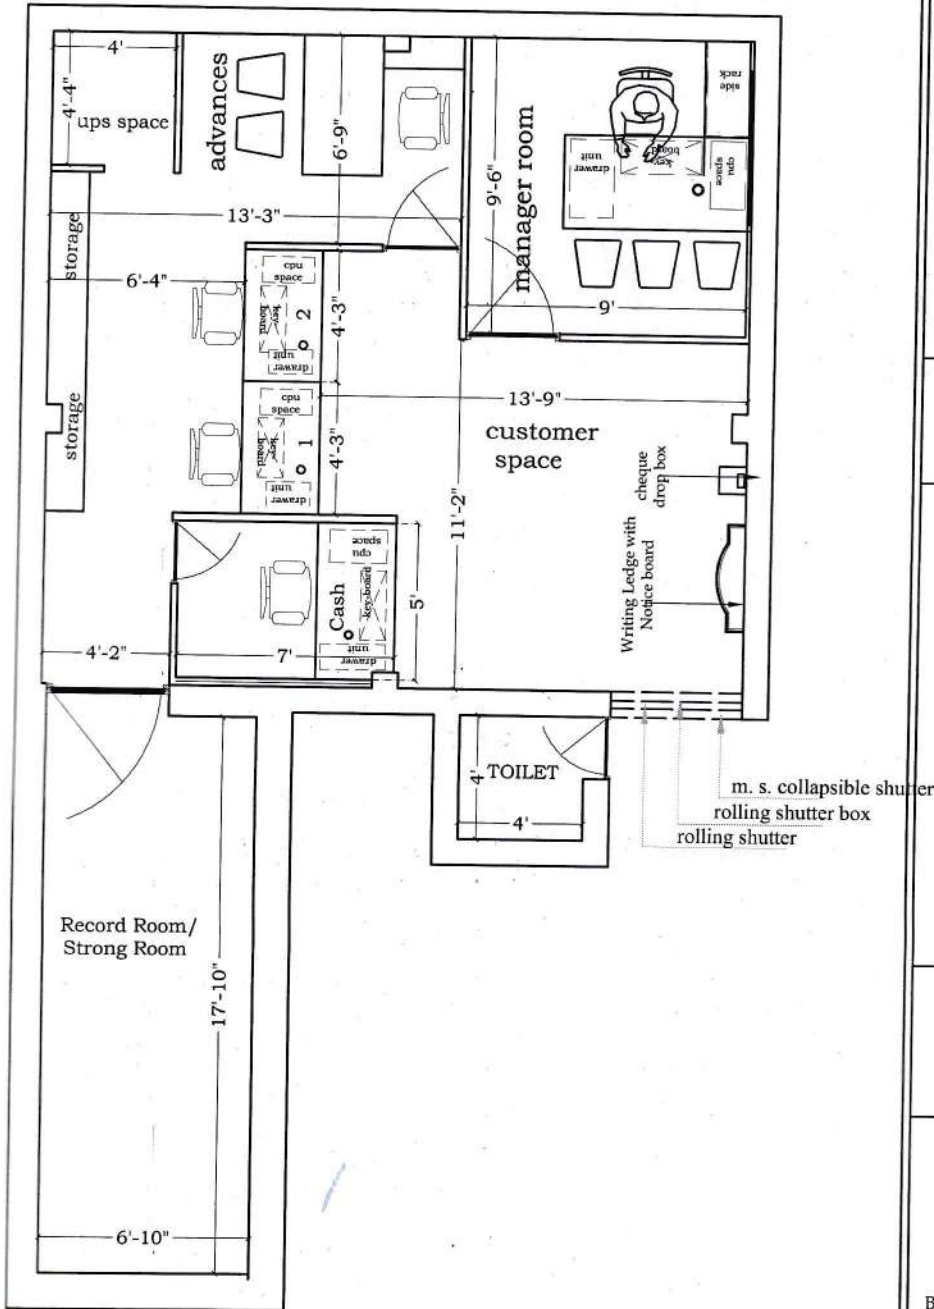 4'
4'-4"
ups space
advances
6'-9"
side
rack
key
board
drawer
unit
cpu
space
manager room
9'-6"
13'-3"
storage
6'-4"
cpu
space
key-
board
2
drawer
unit
4'-3"
9'
13'-9"
customer
space
storage
cpu
space
key-
board
1
drawer
unit
4'-3"
cheque
drop box
11'-2"
Writing Ledge with
Notice board
cpu
space
Cash
key-board
drawer
unit
5'
4'-2"
7'
TOILET
4'
4'
m. s. collapsible shutter
rolling shutter box
rolling shutter
Record Room/
Strong Room
17'-10"
6'-10"
B